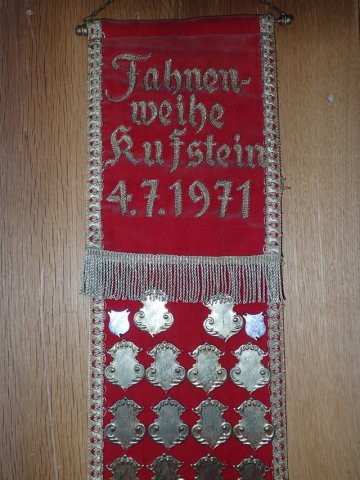 Fahnen-
weihe
Kufstein
4.7.1971